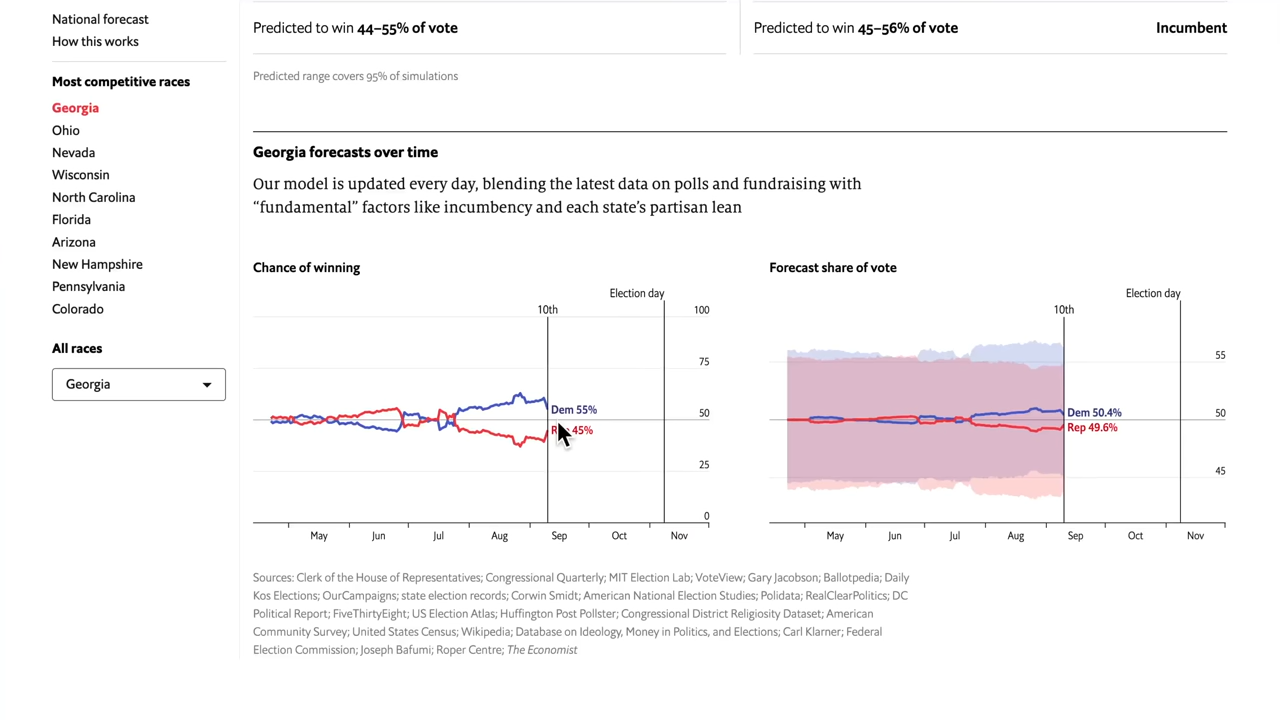 National forecast
How this works
Most competitive races
Georgia
Ohio
Nevada
Wisconsin
North Carolina
Florida
Arizona
New Hampshire
Pennsylvania
Colorado
All races
Georgia
Predicted to win 44–55% of vote
Predicted to win 45–56% of vote
Incumbent
Predicted range covers 95% of simulations
Georgia forecasts over time
Our model is updated every day, blending the latest data on polls and fundraising with
“fundamental” factors like incumbency and each state’s partisan lean
Chance of winning
Election day
10th
100
75
50
25
0
Dem 55%
Rep 45%
May Jun Jul Aug Sep Oct Nov
Forecast share of vote
Election day
10th
55
50
45
Dem 50.4%
Rep 49.6%
May Jun Jul Aug Sep Oct Nov
Sources: Clerk of the House of Representatives; Congressional Quarterly; MIT Election Lab; VoteView; Gary Jacobson; Ballotpedia; Daily
Kos Elections; OurCampaigns; state election records; Corwin Smidt; American National Election Studies; Polidata; RealClearPolitics; DC
Political Report; FiveThirtyEight; US Election Atlas; Huffington Post Pollster; Congressional District Religiosity Dataset; American
Community Survey; United States Census; Wikipedia; Database on Ideology, Money in Politics, and Elections; Carl Klarner; Federal
Election Commission; Joseph Bafumi; Roper Centre; The Economist